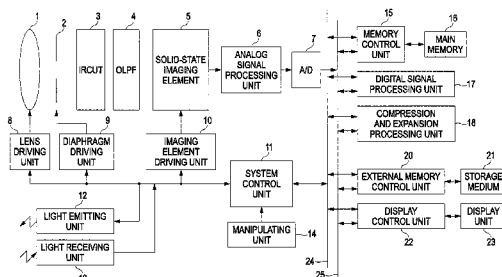 1
2
3
4
5
6
7
15
16
IRCUT
OLPF
SOLID-STATE
IMAGING
ELEMENT
ANALOG
SIGNAL
PROCESSING
UNIT
A/D
MEMORY
CONTROL
UNIT
MAIN
MEMORY
DIGITAL SIGNAL
PROCESSING UNIT
17
COMPRESSION
AND EXPANSION
PROCESSING UNIT
18
8
9
10
LENS
DRIVING
UNIT
DIAPHRAGM
DRIVING
UNIT
IMAGING
ELEMENT
DRIVING UNIT
11
SYSTEM
CONTROL
UNIT
20
21
EXTERNAL MEMORY
CONTROL UNIT
STORAGE
MEDIUM
12
LIGHT EMITTING
UNIT
LIGHT RECEIVING
UNIT
MANIPULATING
UNIT
14
DISPLAY
CONTROL UNIT
DISPLAY
UNIT
22
23
24
25